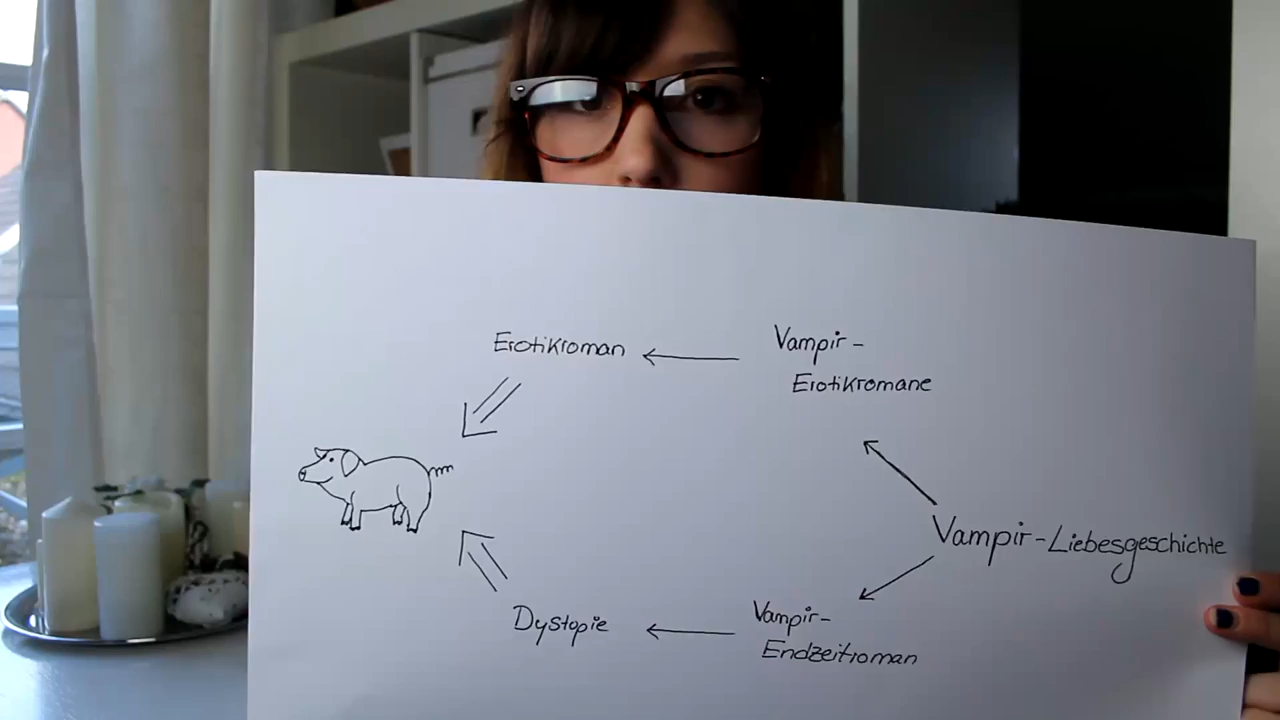 Erotikroman
Vampir-
Erotikromane
Vampir-Liebesgeschichte
Dystopie
Vampir-
Endzeitroman